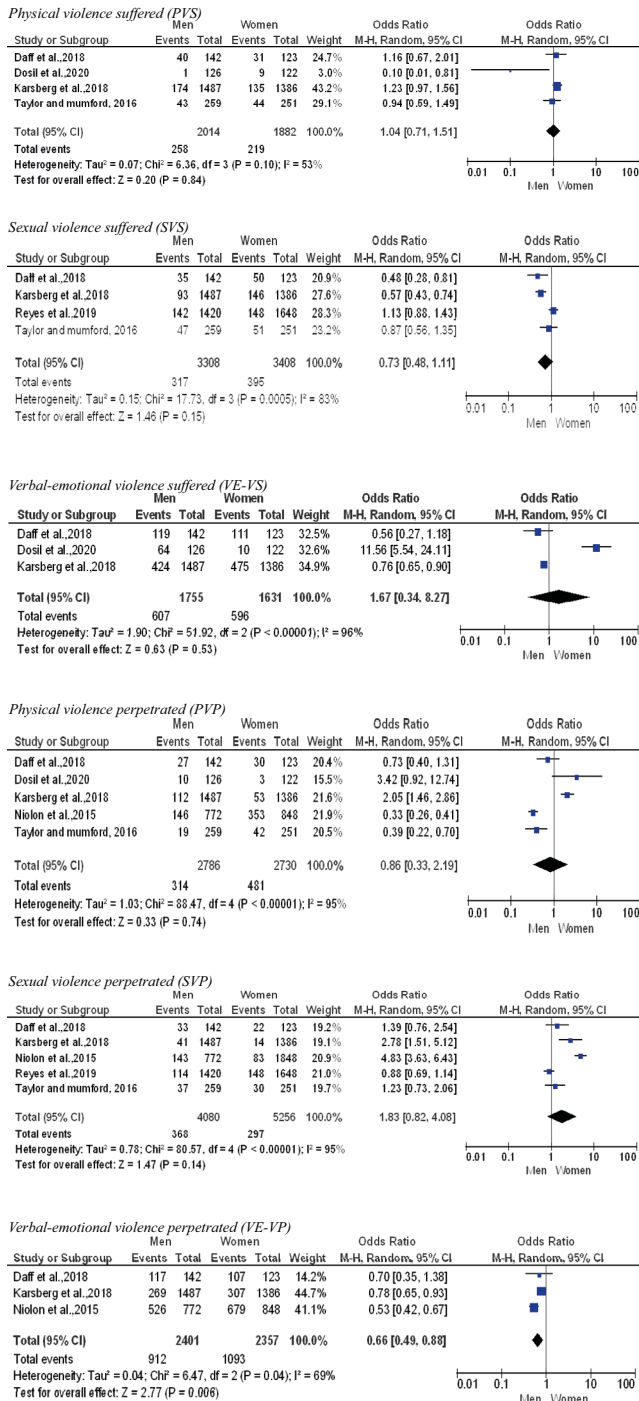 Physical violence suffered (PVS)
Men Women Odds Ratio Odds Ratio
Study or Subgroup Events Total Events Total Weight M-H, Random, 95% CI M-H, Random, 95% CI
Daff et.,2018 40 142 31 123 24.7% 1.16 [0.67, 2.01]
Dosil et.,2020 1 126 9 122 3.0% 0.10 [0.01, 0.81]
Karsberg et al.,2018 174 1487 135 1386 43.2% 1.23 [0.97, 1.56]
Taylor and mumford, 2016 43 259 44 251 29.1% 0.94 [0.59, 1.49]
Total (95% CI) 2014 1882 100.0% 1.04 [0.71, 1.51]
Total events 258 219
Heterogeneity: Tau² = 0.07; Chi² = 6.36, df = 3 (P = 0.10); I² = 53%
Test for overall effect: Z = 0.20 (P = 0.84)
0.01 0.1 1 10 100
Men Women
Sexual violence suffered (SVS)
Men Women Odds Ratio Odds Ratio
Study or Subgroup Events Total Events Total Weight M-H, Random, 95% CI M-H, Random, 95% CI
Daff et al.,2018 35 142 50 123 20.9% 0.48 [0.28, 0.81]
Karsberg et al.,2018 93 1487 146 1386 27.6% 0.57 [0.43, 0.74]
Reyes et al.,2019 142 1420 148 1648 28.3% 1.13 [0.88, 1.43]
Taylor and mumford, 2016 47 259 51 251 23.2% 0.87 [0.56, 1.35]
Total (95% CI) 3308 3408 100.0% 0.73 [0.48, 1.11]
Total events 317 395
Heterogeneity: Tau² = 0.15; Chi² = 17.73, df = 3 (P = 0.0005); I² = 83%
Test for overall effect: Z = 1.46 (P = 0.15)
0.01 0.1 1 10 100
Men Women
Verbal-emotional violence suffered (VE-VS)
Men Women Odds Ratio Odds Ratio
Study or Subgroup Events Total Events Total Weight M-H, Random, 95% CI M-H, Random, 95% CI
Daff et al.,2018 119 142 111 123 32.5% 0.56 [0.27, 1.18]
Dosil et al.,2020 64 126 10 122 32.6% 11.56 [5.54, 24.11]
Karsberg et al.,2018 424 1487 475 1386 34.9% 0.76 [0.65, 0.90]
Total (95% CI) 1755 1631 100.0% 1.67 [0.34, 8.27]
Total events 607 596
Heterogeneity: Tau² = 1.90; Chi² = 51.92, df = 2 (P < 0.00001); I² = 96%
Test for overall effect: Z = 0.63 (P = 0.53)
0.01 0.1 1 10 100
Men Women
Physical violence perpetrated (PVP)
Men Women Odds Ratio Odds Ratio
Study or Subgroup Events Total Events Total Weight M-H, Random, 95% CI M-H, Random, 95% CI
Daff et al.,2018 27 142 30 123 20.4% 0.73 [0.40, 1.31]
Dosil et al.,2020 10 126 3 122 15.5% 3.42 [0.92, 12.74]
Karsberg et al.,2018 112 1487 53 1386 21.6% 2.05 [1.46, 2.86]
Niolon et al.,2015 146 772 353 848 21.9% 0.33 [0.26, 0.41]
Taylor and mumford, 2016 19 259 42 251 20.5% 0.39 [0.22, 0.70]
Total (95% CI) 2786 2730 100.0% 0.86 [0.33, 2.19]
Total events 314 481
Heterogeneity: Tau² = 1.03; Chi² = 88.47, df = 4 (P < 0.00001); I² = 95%
Test for overall effect: Z = 0.33 (P = 0.74)
0.01 0.1 1 10 100
Men Women
Sexual violence perpetrated (SVP)
Men Women Odds Ratio Odds Ratio
Study or Subgroup Events Total Events Total Weight M-H, Random, 95% CI M-H, Random, 95% CI
Daff et al.,2018 33 142 22 123 19.2% 1.39 [0.76, 2.54]
Karsberg et al.,2018 41 1487 14 1386 19.1% 2.78 [1.51, 5.12]
Niolon et al.,2015 143 772 83 1848 20.9% 4.83 [3.63, 6.43]
Reyes et al.,2019 114 1420 148 1648 21.0% 0.88 [0.69, 1.14]
Taylor and mumford, 2016 37 259 30 251 19.7% 1.23 [0.73, 2.06]
Total (95% CI) 4080 5256 100.0% 1.83 [0.82, 4.08]
Total events 368 297
Heterogeneity: Tau² = 0.78; Chi² = 80.57, df = 4 (P < 0.00001); I² = 95%
Test for overall effect: Z = 1.47 (P = 0.14)
0.01 0.1 1 10 100
Men Women
Verbal-emotional violence perpetrated (VE-VP)
Men Women Odds Ratio Odds Ratio
Study or Subgroup Events Total Events Total Weight M-H, Random, 95% CI M-H, Random, 95% CI
Daff et al.,2018 117 142 107 123 14.2% 0.70 [0.35, 1.38]
Karsberg et al.,2018 269 1487 307 1386 44.7% 0.78 [0.65, 0.93]
Niolon et al.,2015 526 772 679 848 41.1% 0.53 [0.42, 0.67]
Total (95% CI) 2401 2357 100.0% 0.66 [0.49, 0.88]
Total events 912 1093
Heterogeneity: Tau² = 0.04; Chi² = 6.47, df = 2 (P = 0.04); I² = 69%
Test for overall effect: Z = 2.77 (P = 0.006)
0.01 0.1 1 10 100
Men Women